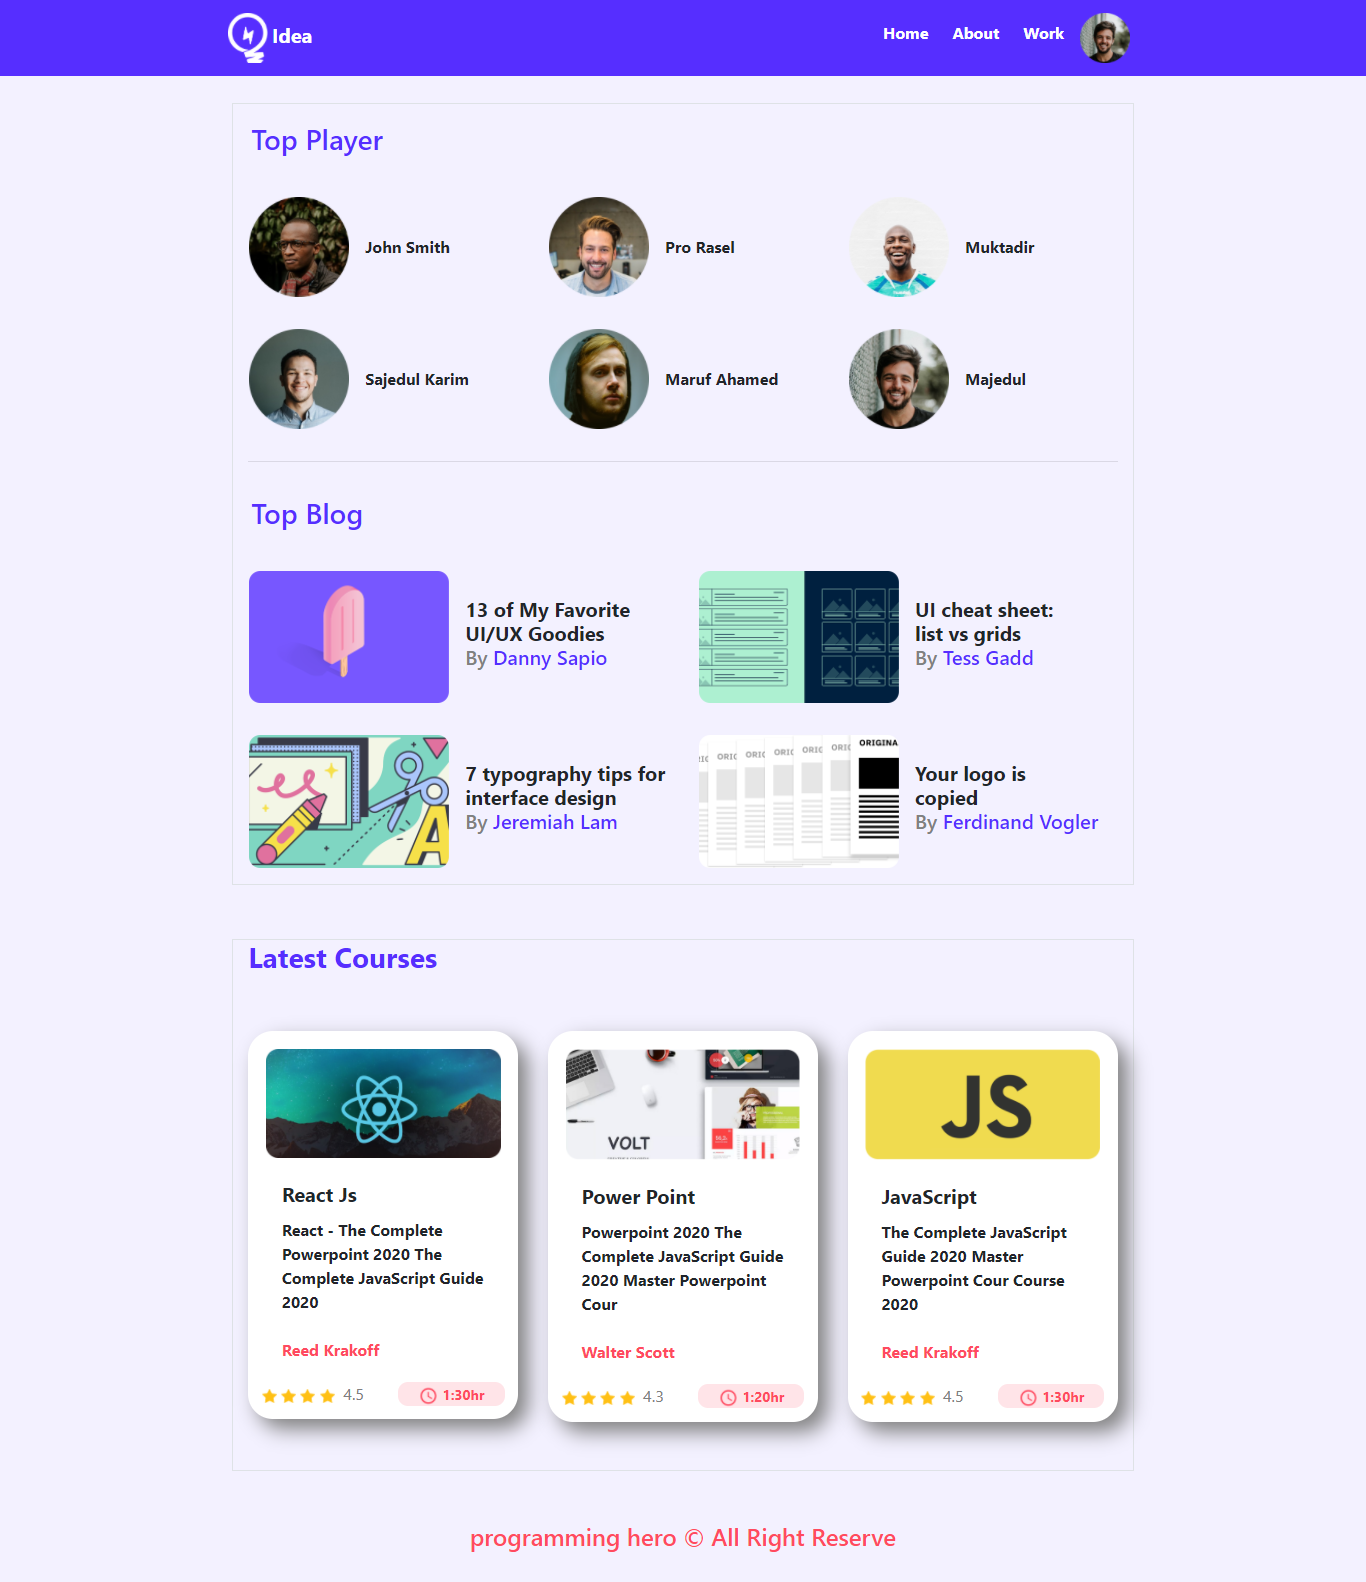 Idea
Home About Work
Top Player
John Smith
Pro Rasel
Muktadir
Sajedul Karim
Maruf Ahamed
Majedul
Top Blog
13 of My Favorite
UI/UX Goodies
By Danny Sapio
UI cheat sheet:
list vs grids
By Tess Gadd
7 typography tips for
interface design
By Jeremiah Lam
ORIGINA
Your logo is
copied
By Ferdinand Vogler
Latest Courses
React Js
React - The Complete
Powerpoint 2020 The
Complete JavaScript Guide
2020
Reed Krakoff
4.5 1:30hr
VOLT
Power Point
Powerpoint 2020 The
Complete JavaScript Guide
2020 Master Powerpoint
Cour
Walter Scott
4.3 1:20hr
JS
JavaScript
The Complete JavaScript
Guide 2020 Master
Powerpoint Cour Course
2020
Reed Krakoff
4.5 1:30hr
programming hero © All Right Reserve